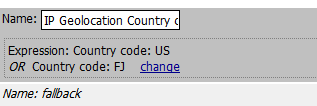 Name: IP Geolocation Country c
Expression: Country code: US
OR Country code: FJ change
Name: fallback